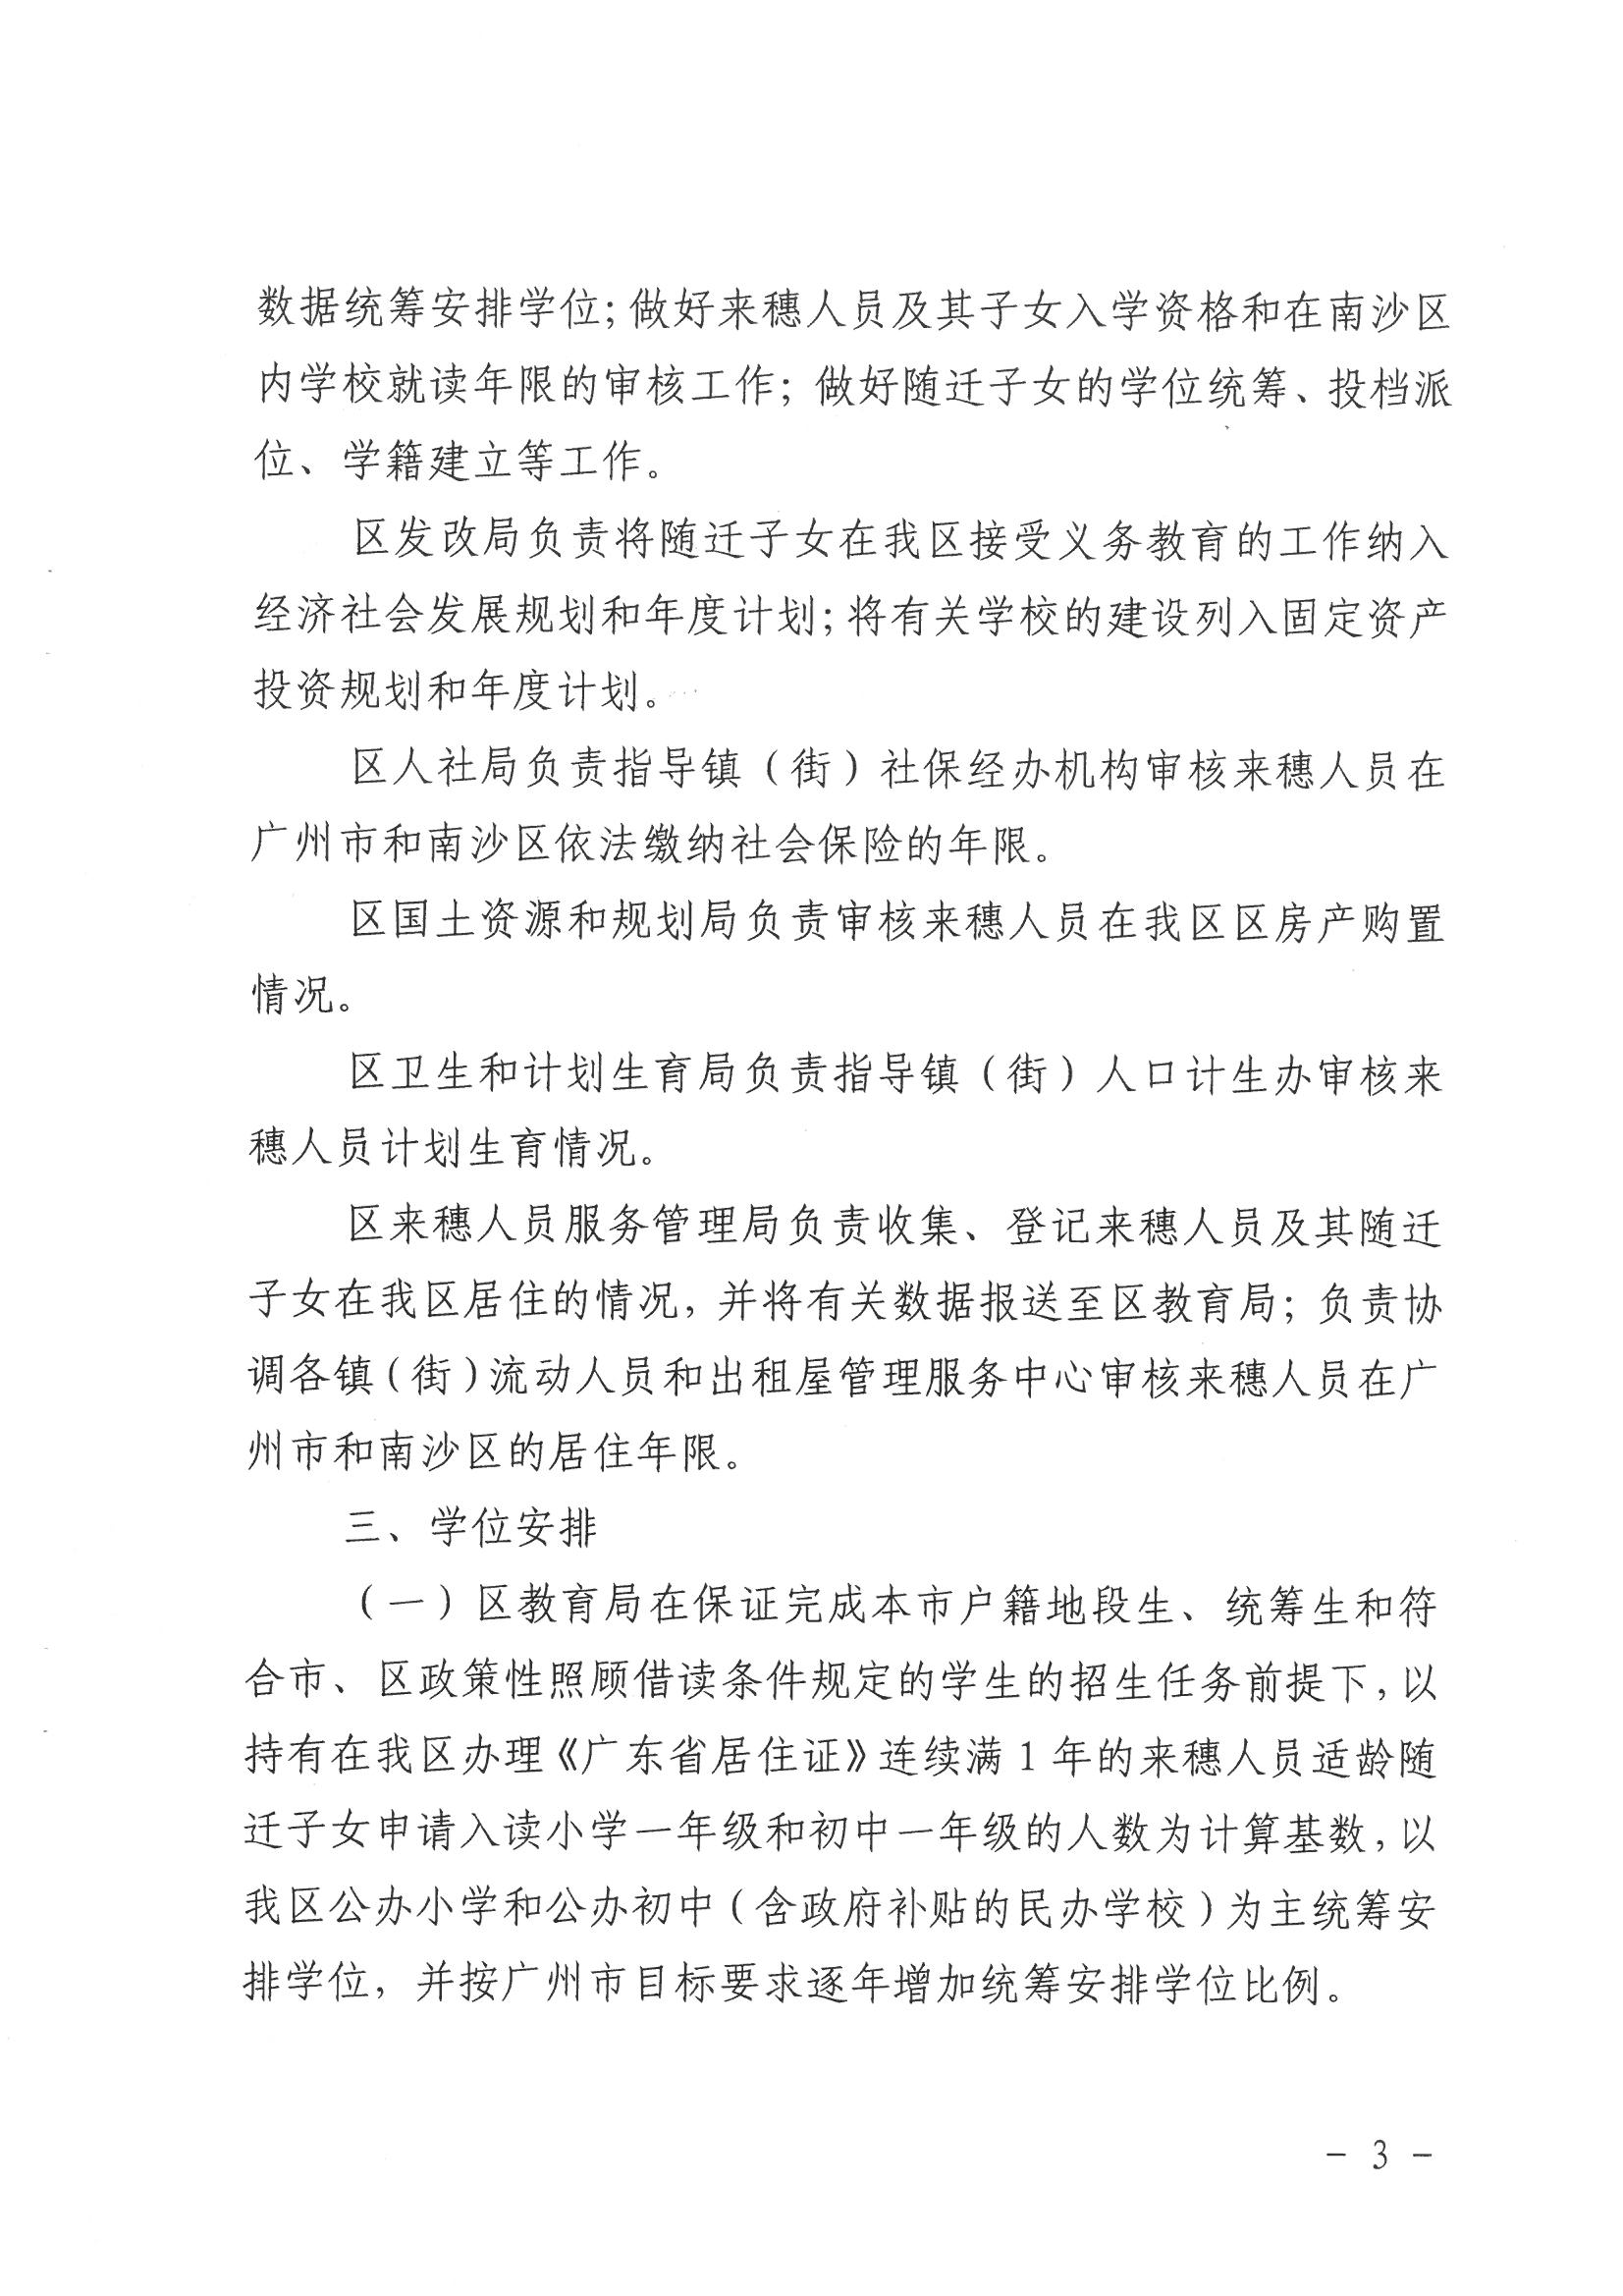 数据统筹安排学位；做好来穗人员及其子女入学资格和在南沙区
内学校就读年限的审核工作；做好随迁子女的学位统筹、投档派
位、学籍建立等工作。
区发改局负责将随迁子女在我区接受义务教育的工作纳入
经济社会发展规划和年度计划；将有关学校的建设列入固定资产
投资规划和年度计划。
区人社局负责指导镇（街）社保经办机构审核来穗人员在
广州市和南沙区依法缴纳社会保险的年限。
区国土资源和规划局负责审核来穗人员在我区区房产购置
情况。
区卫生和计划生育局负责指导镇（街）人口计生办审核来
穗人员计划生育情况。
区来穗人员服务管理局负责收集、登记来穗人员及其随迁
子女在我区居住的情况，并将有关数据报送至区教育局；负责协
调各镇（街）流动人员和出租屋管理服务中心审核来穗人员在广
州市和南沙区的居住年限。
三、学位安排
（一）区教育局在保证完成本市户籍地段生、统筹生和符
合市、区政策性照顾借读条件规定的学生的招生任务前提下，以
持有在我区办理《广东省居住证》连续满1年的来穗人员适龄随
迁子女申请入读小学一年级和初中一年级的人数为计算基数，以
我区公办小学和公办初中（含政府补贴的民办学校）为主统筹安
排学位，并按广州市目标要求逐年增加统筹安排学位比例。
- 3 -